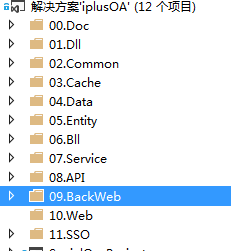 解决方案'iplusOA' (12 个项目)
00.Doc
01.Dll
02.Common
03.Cache
04.Data
05.Entity
06.Bll
07.Service
08.API
09.BackWeb
10.Web
11.SSO